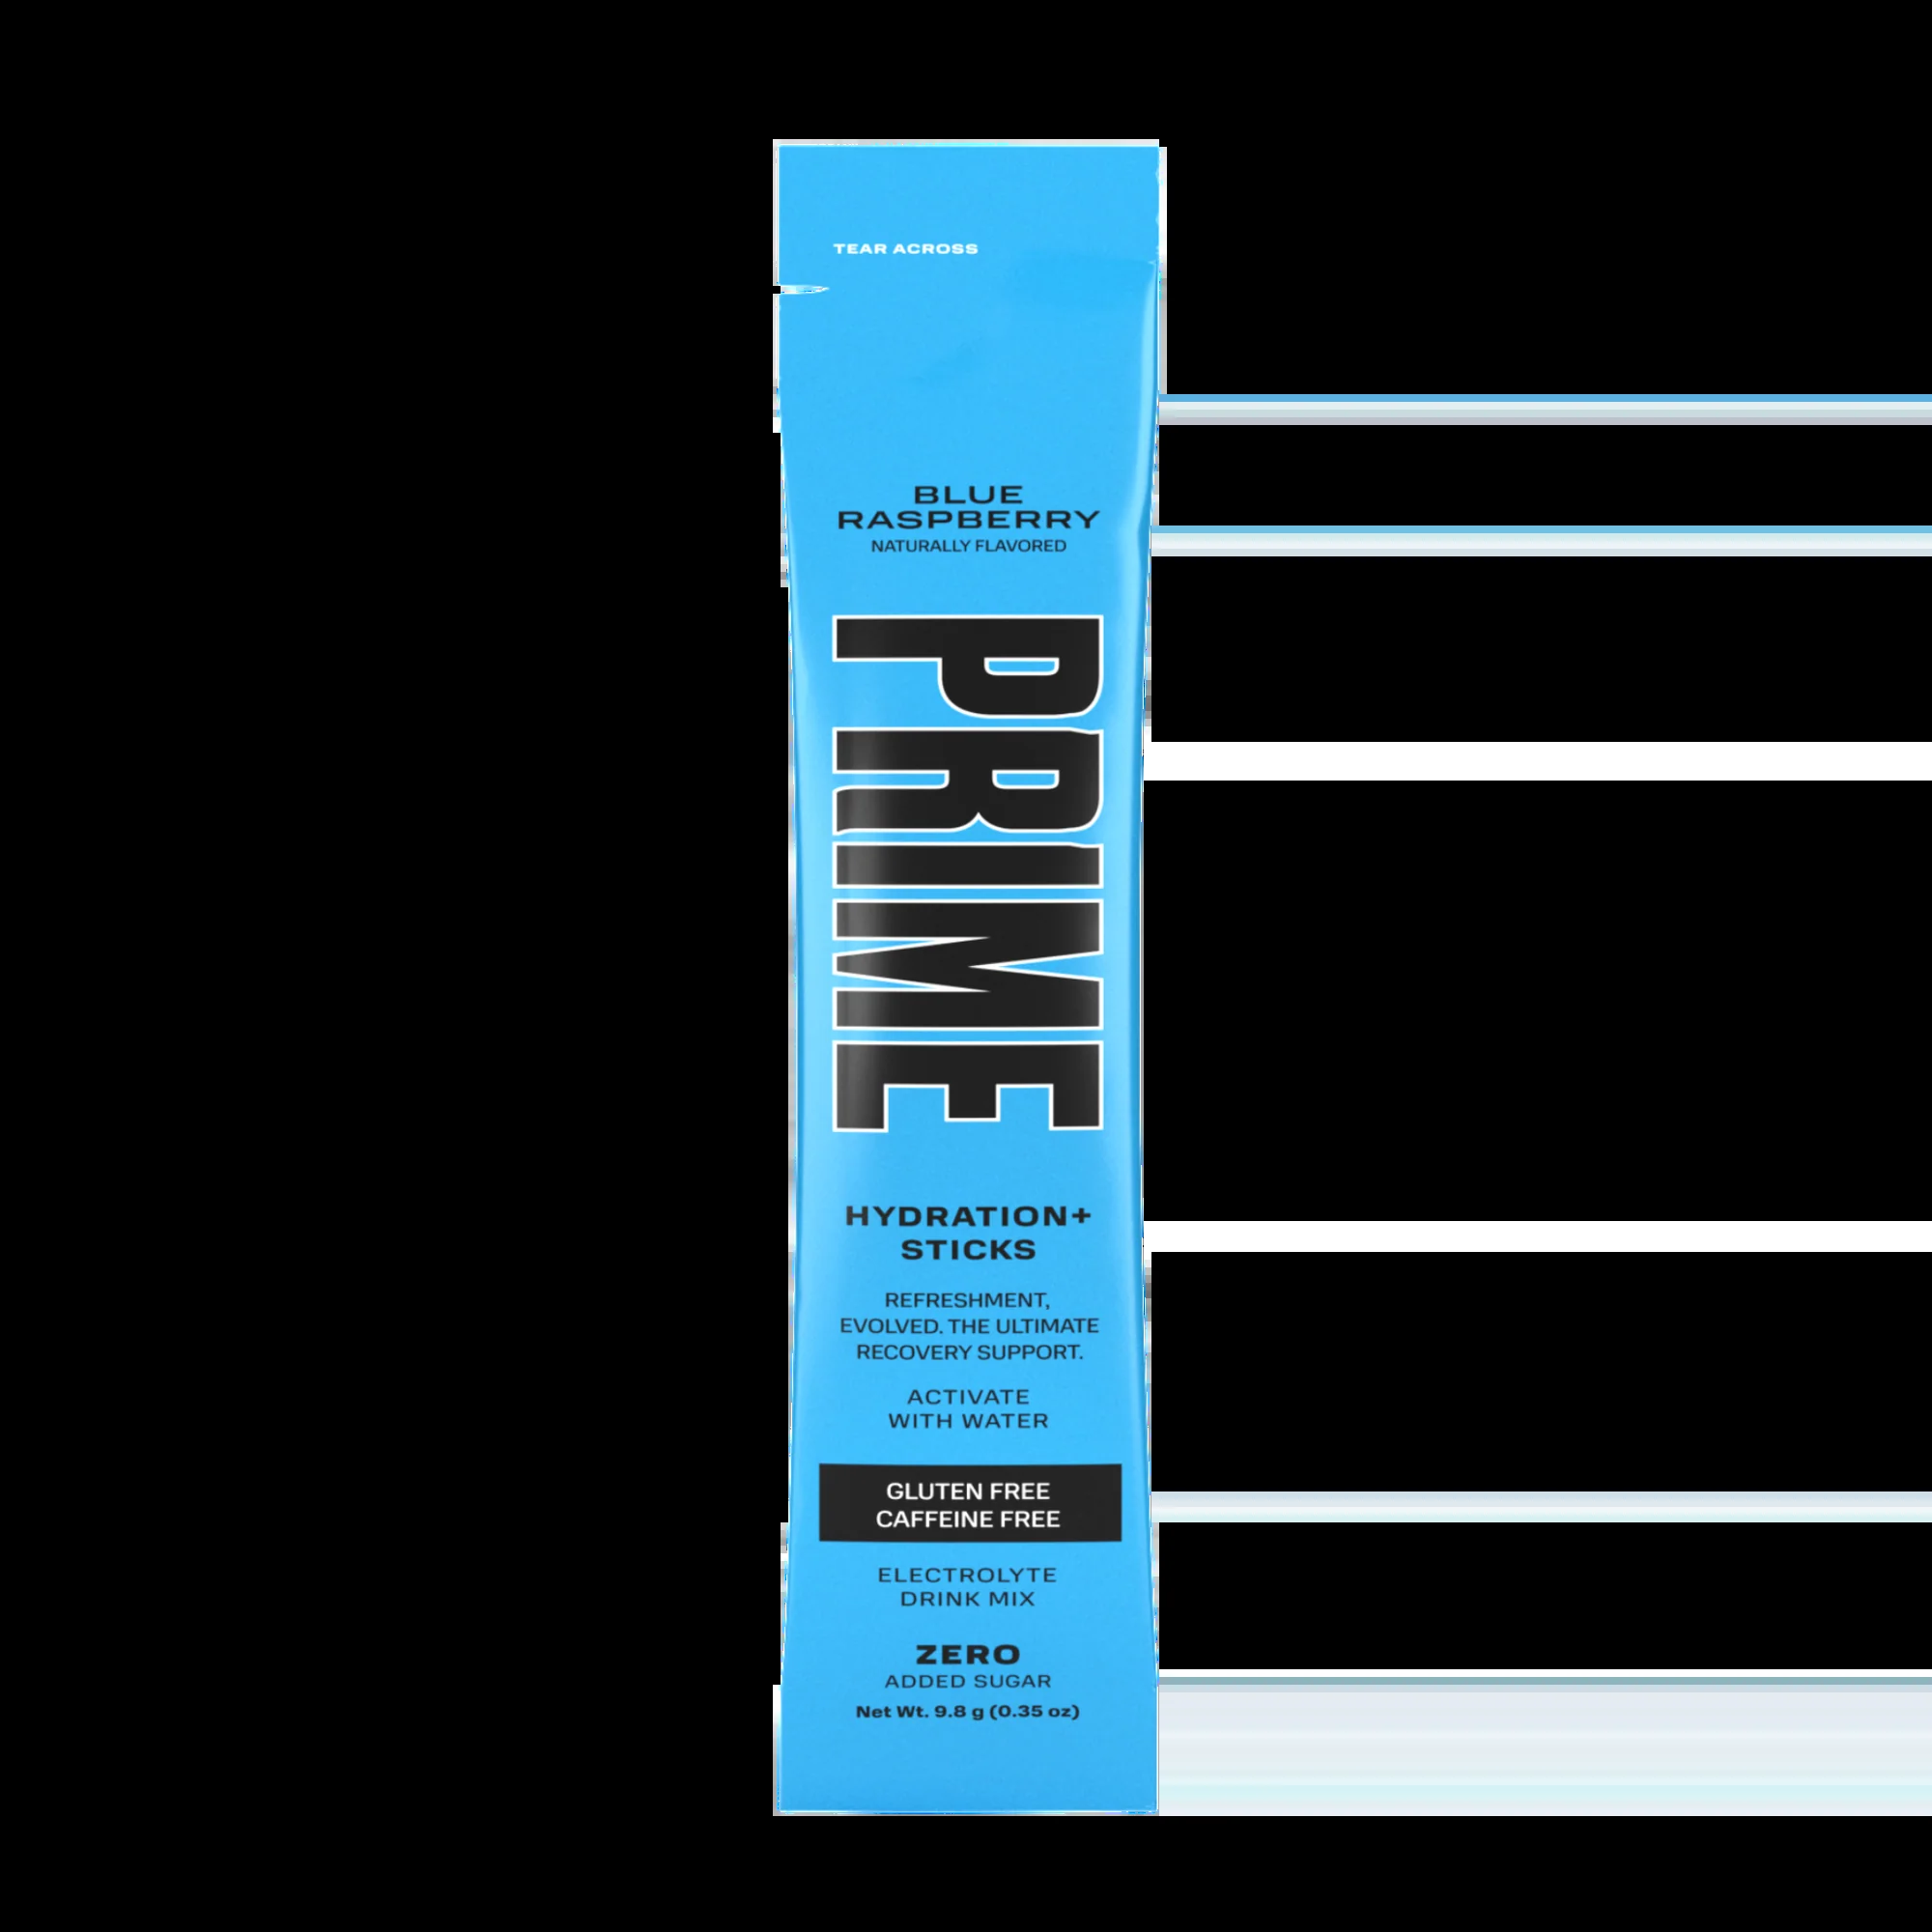 TEAR ACROSS
BLUE
RASPBERRY
NATURALLY FLAVORED
PRIME
HYDRATION+
STICKS
REFRESHMENT,
EVOLVED. THE ULTIMATE
RECOVERY SUPPORT.
ACTIVATE
WITH WATER
GLUTEN FREE
CAFFEINE FREE
ELECTROLYTE
DRINK MIX
ZERO
ADDED SUGAR
Net Wt. 9.8 g (0.35 oz)